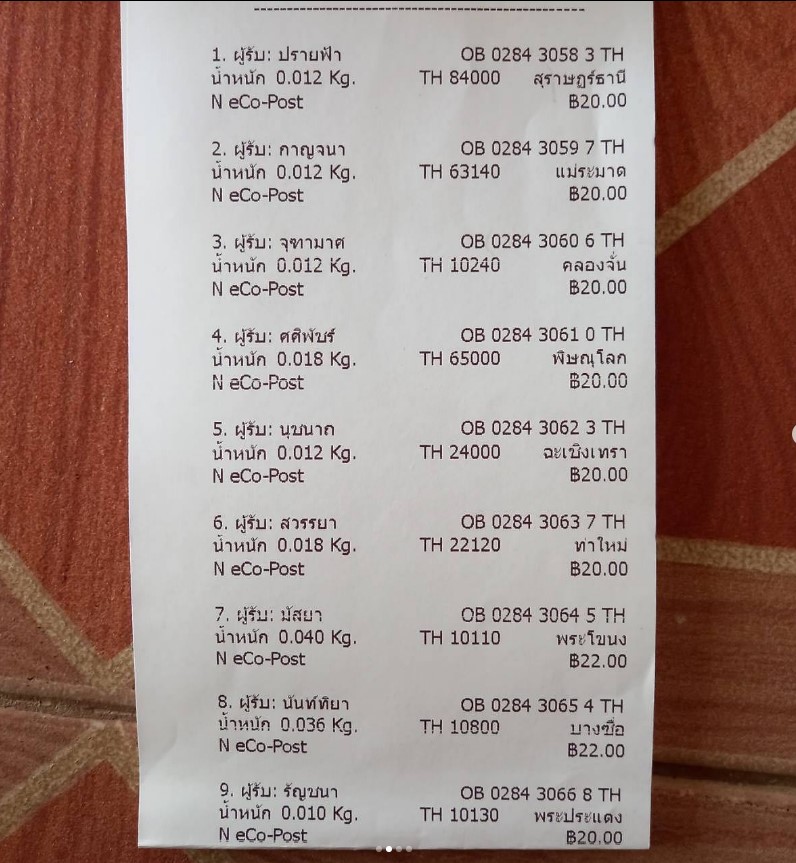 1. ผู้รับ: ปรายฟ้า OB 0284 3058 3 TH
น้ำหนัก 0.012 Kg. TH 84000 สุราษฎร์ธานี
N eCo-Post ฿20.00
2. ผู้รับ: กาญจนา OB 0284 3059 7 TH
น้ำหนัก 0.012 Kg. TH 63140 แม่ระมาด
N eCo-Post ฿20.00
3. ผู้รับ: จุฑามาศ OB 0284 3060 6 TH
น้ำหนัก 0.012 Kg. TH 10240 คลองจั่น
N eCo-Post ฿20.00
4. ผู้รับ: ศศิพัชร์ OB 0284 3061 0 TH
น้ำหนัก 0.018 Kg. TH 65000 พิษณุโลก
N eCo-Post ฿20.00
5. ผู้รับ: นุชนาถ OB 0284 3062 3 TH
น้ำหนัก 0.012 Kg. TH 24000 ฉะเชิงเทรา
N eCo-Post ฿20.00
6. ผู้รับ: สวรรยา OB 0284 3063 7 TH
น้ำหนัก 0.018 Kg. TH 22120 ท่าใหม่
N eCo-Post ฿20.00
7. ผู้รับ: มัสยา OB 0284 3064 5 TH
น้ำหนัก 0.040 Kg. TH 10110 พระโขนง
N eCo-Post ฿22.00
8. ผู้รับ: นันท์ทิยา OB 0284 3065 4 TH
น้ำหนัก 0.036 Kg. TH 10800 บางซื่อ
N eCo-Post ฿22.00
9. ผู้รับ: รัญชนา OB 0284 3066 8 TH
น้ำหนัก 0.010 Kg. TH 10130 พระประแดง
N eCo-Post ฿20.00